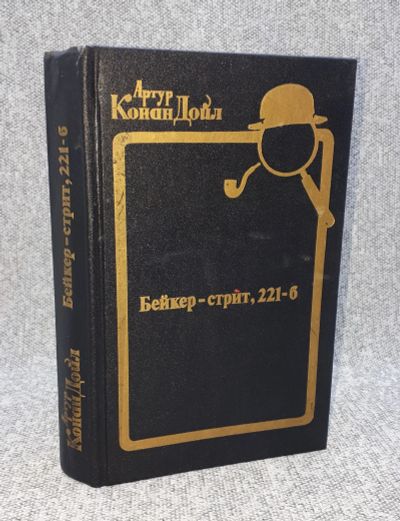 Артур
Конан Дойл
Бейкер-стрит, 221-б
Артур
Конан Дойл
Бейкер-стрит, 221-б